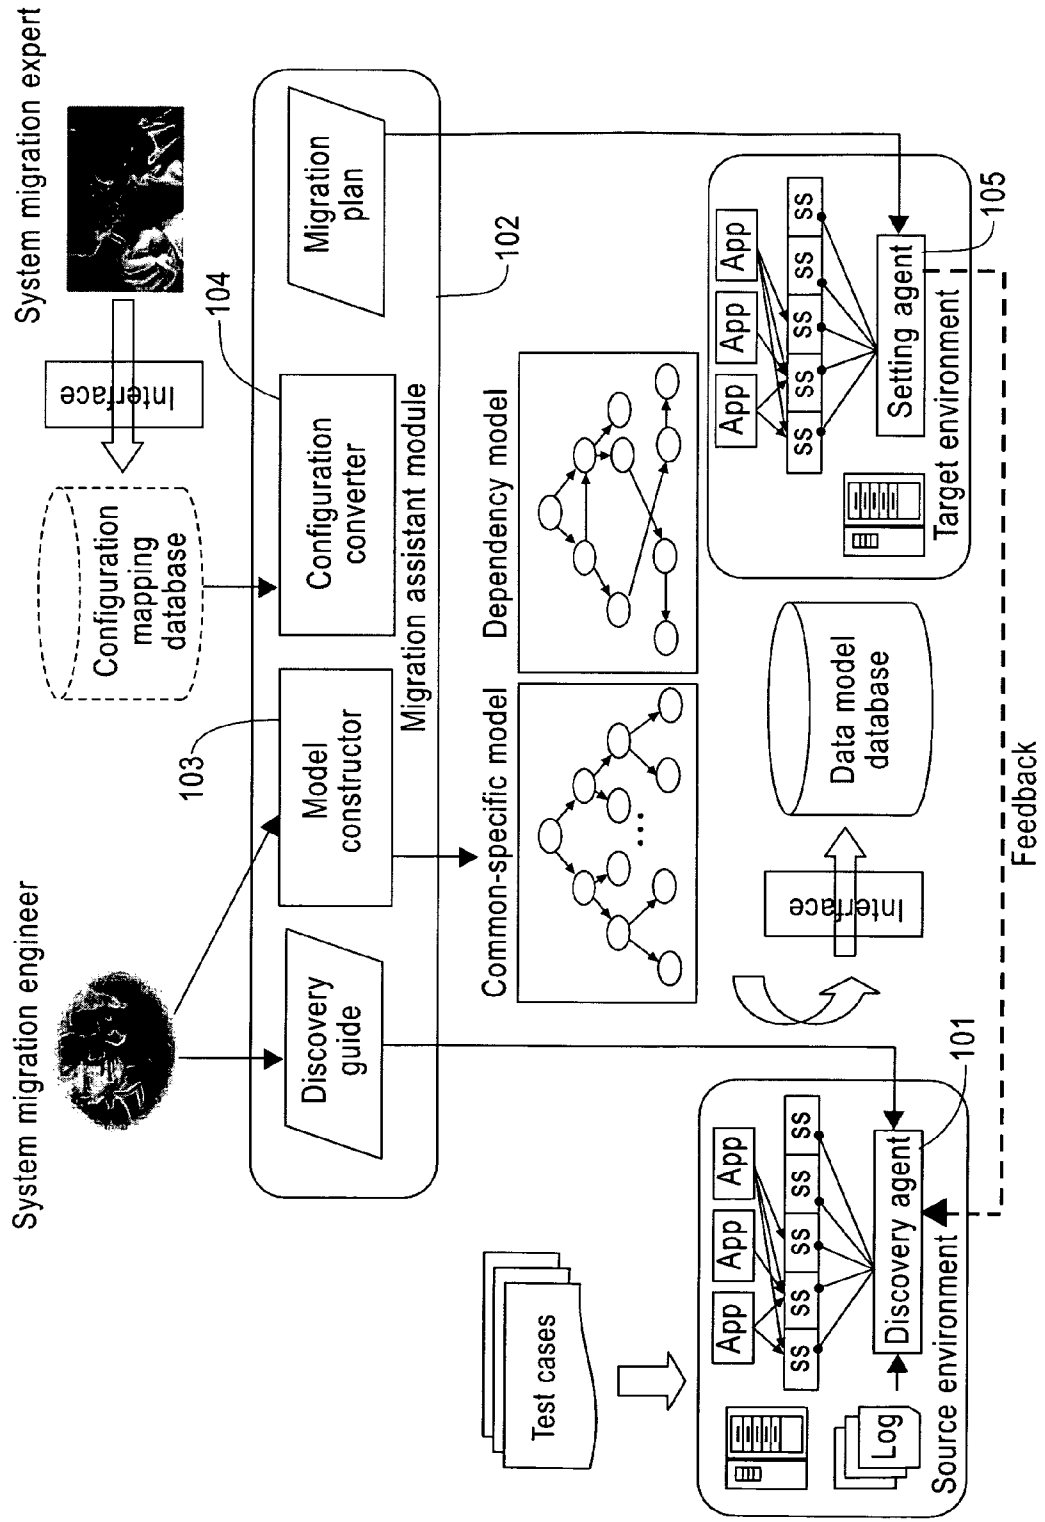 System migration engineer
System migration expert
Interface
Configuration
mapping
database
103
104
Discovery
guide
Model
constructor
Configuration
converter
Migration
plan
Migration assistant module
102
Test cases
Common-specific model
Dependency model
...
App
App
App
ss
ss
ss
ss
ss
Log
Discovery agent
Source environment
101
Interface
Data model
database
App
App
App
ss
ss
ss
ss
ss
Setting agent
Target environment
105
Feedback